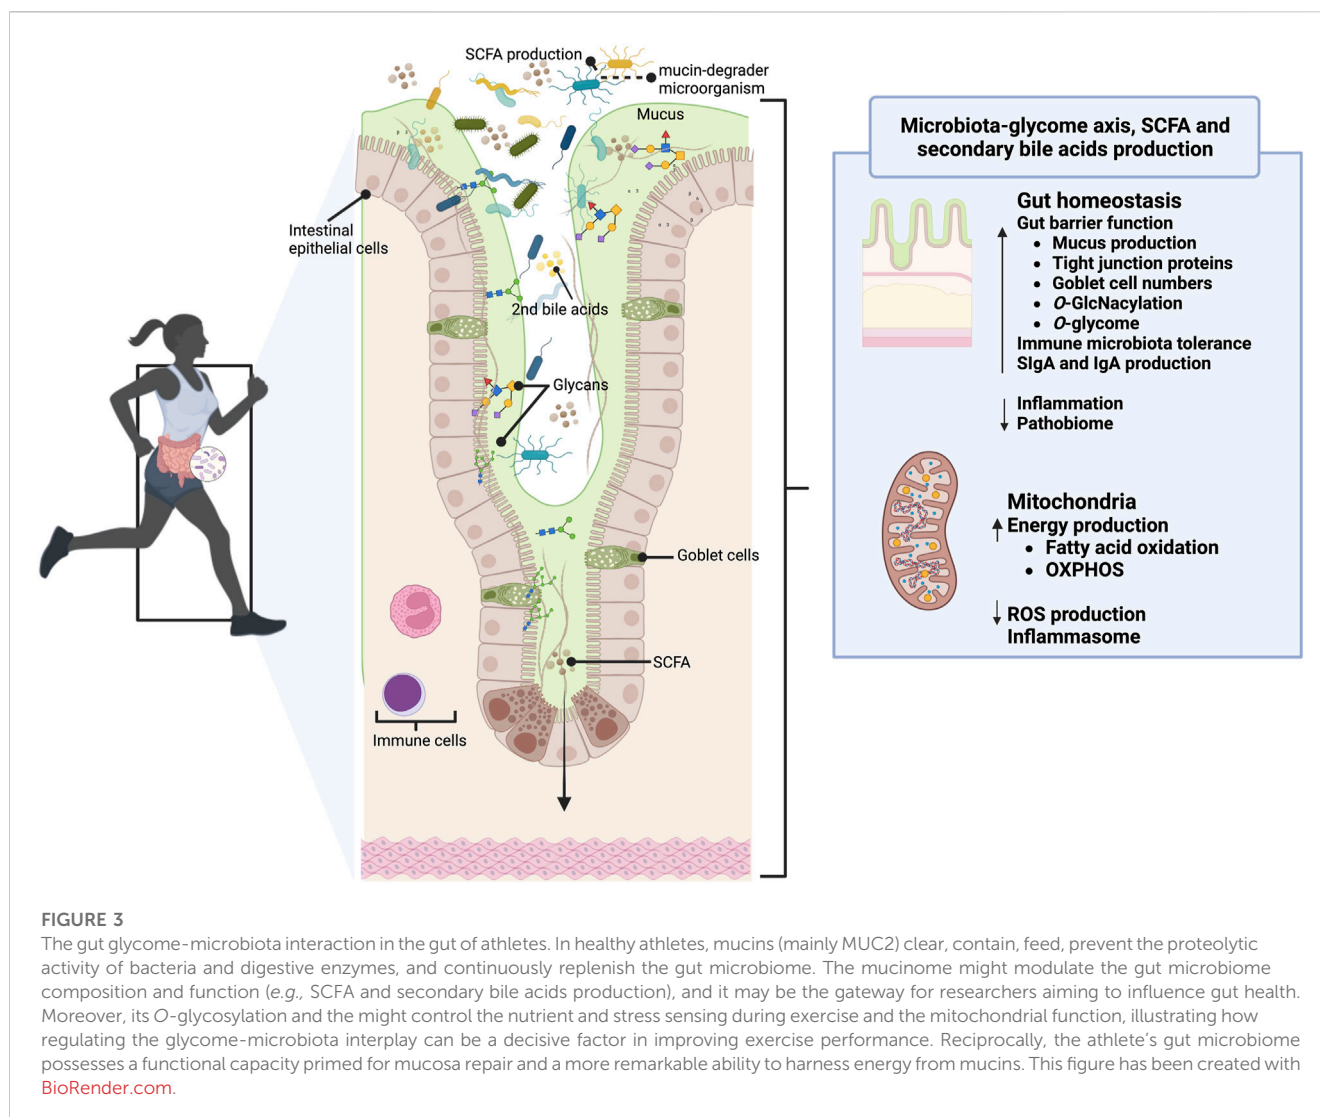 SCFA production
mucin-degrader
microorganism
Mucus
Intestinal
epithelial cells
2nd bile acids
Glycans
Goblet cells
SCFA
Immune cells
Microbiota-glycome axis, SCFA and
secondary bile acids production
Gut homeostasis
Gut barrier function
• Mucus production
• Tight junction proteins
• Goblet cell numbers
• O-GlcNacylation
• O-glycome
Immune microbiota tolerance
SIgA and IgA production
Inflammation
Pathobiome
Mitochondria
Energy production
• Fatty acid oxidation
• OXPHOS
ROS production
Inflammasome
FIGURE 3
The gut glycome-microbiota interaction in the gut of athletes. In healthy athletes, mucins (mainly MUC2) clear, contain, feed, prevent the proteolytic
activity of bacteria and digestive enzymes, and continuously replenish the gut microbiome. The mucinome might modulate the gut microbiome
composition and function (e.g., SCFA and secondary bile acids production), and it may be the gateway for researchers aiming to influence gut health.
Moreover, its O-glycosylation and the might control the nutrient and stress sensing during exercise and the mitochondrial function, illustrating how
regulating the glycome-microbiota interplay can be a decisive factor in improving exercise performance. Reciprocally, the athlete's gut microbiome
possesses a functional capacity primed for mucosa repair and a more remarkable ability to harness energy from mucins. This figure has been created with
BioRender.com.